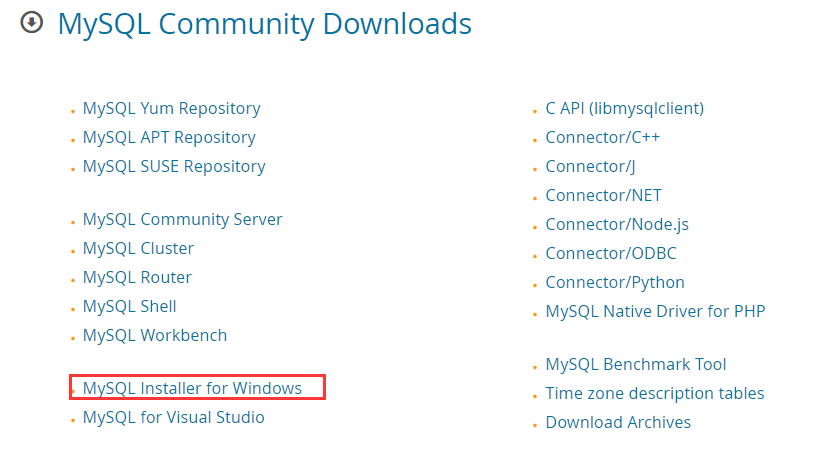 MySQL Community Downloads
MySQL Yum Repository
MySQL APT Repository
MySQL SUSE Repository
MySQL Community Server
MySQL Cluster
MySQL Router
MySQL Shell
MySQL Workbench
MySQL Installer for Windows
MySQL for Visual Studio
C API (libmysqlclient)
Connector/C++
Connector/J
Connector/NET
Connector/Node.js
Connector/ODBC
Connector/Python
MySQL Native Driver for PHP
MySQL Benchmark Tool
Time zone description tables
Download Archives